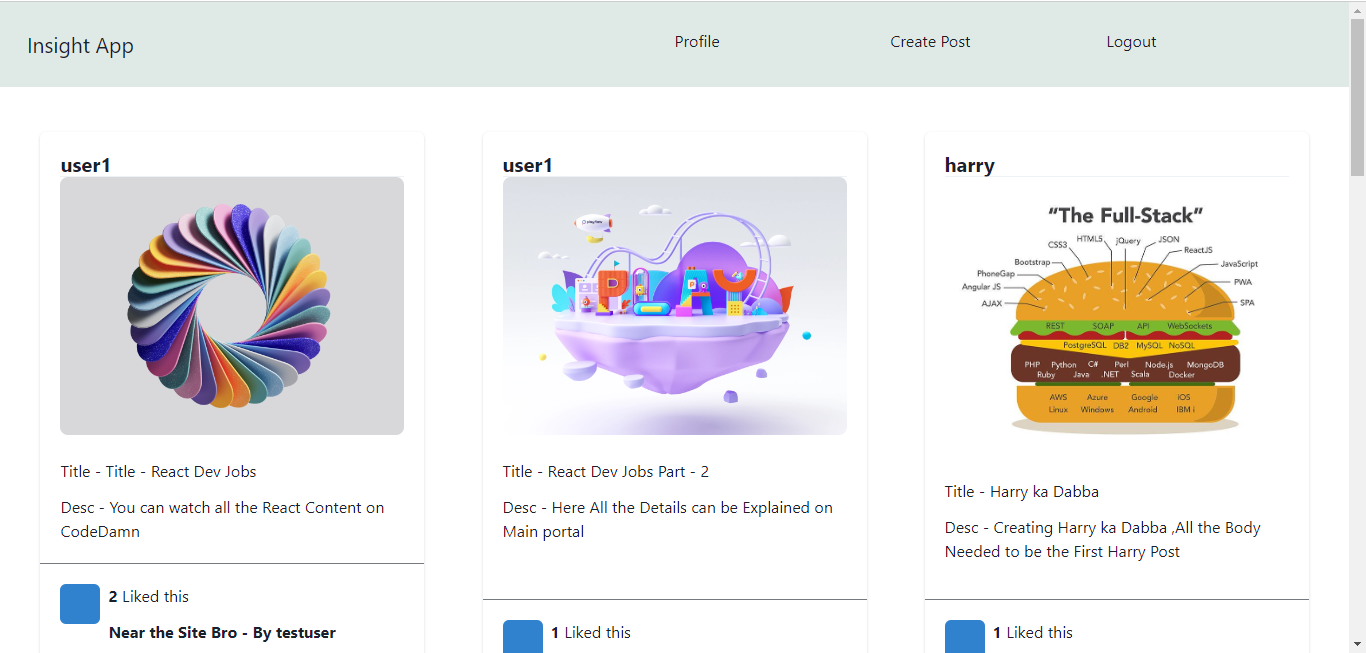 Insight App
Profile
Create Post
Logout
user1
Title - Title - React Dev Jobs
Desc - You can watch all the React Content on
CodeDamn
2 Liked this
Near the Site Bro - By testuser
user1
PLAY
Title - React Dev Jobs Part - 2
Desc - Here All the Details can be Explained on
Main portal
1 Liked this
harry
“The Full-Stack”
CSS3 HTML5 jQuery JSON
Bootstrap ReactJS
PhoneGap JavaScript
Angular JS PWA
AJAX SPA
REST SOAP API WebSockets
PostgreSQL DB2 MySQL NoSQL
PHP Python C# Perl Node.js MongoDB
Ruby Java .NET Scala Docker
AWS Azure Google iOS
Linux Windows Android IBM i
Title - Harry ka Dabba
Desc - Creating Harry ka Dabba ,All the Body
Needed to be the First Harry Post
1 Liked this